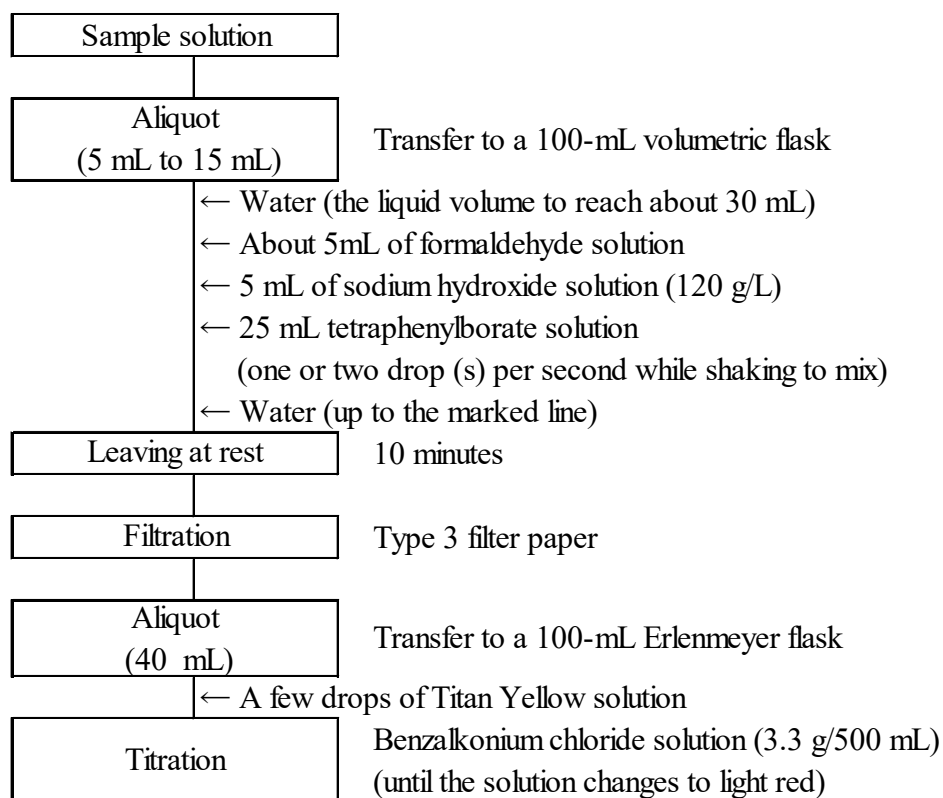 Sample solution
Aliquot
(5 mL to 15 mL)
Transfer to a 100-mL volumetric flask
← Water (the liquid volume to reach about 30 mL)
← About 5mL of formaldehyde solution
← 5 mL of sodium hydroxide solution (120 g/L)
← 25 mL tetraphenylborate solution
(one or two drop (s) per second while shaking to mix)
← Water (up to the marked line)
Leaving at rest
10 minutes
Filtration
Type 3 filter paper
Aliquot
(40 mL)
Transfer to a 100-mL Erlenmeyer flask
← A few drops of Titan Yellow solution
Titration
Benzalkonium chloride solution (3.3 g/500 mL)
(until the solution changes to light red)